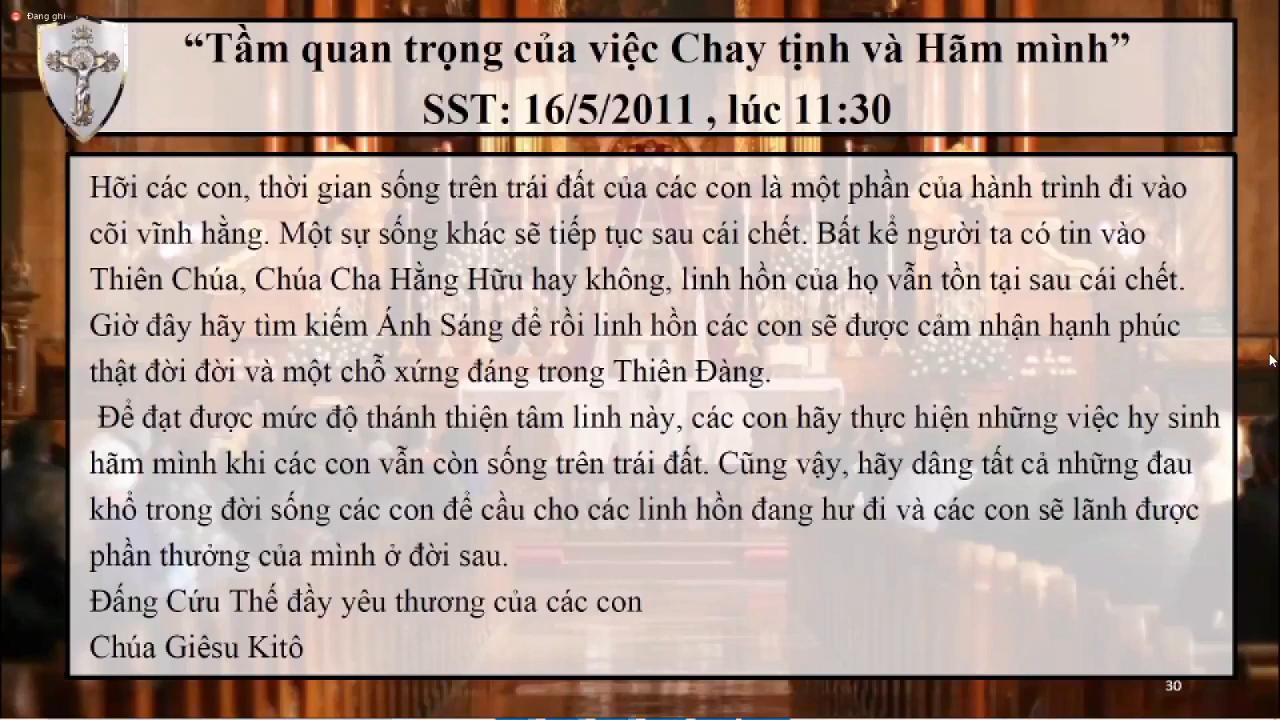 Đang ghi
“Tầm quan trọng của việc Chay tịnh và Hãm mình”
SST: 16/5/2011 , lúc 11:30
Hỡi các con, thời gian sống trên trái đất của các con là một phần của hành trình đi vào
cõi vĩnh hằng. Một sự sống khác sẽ tiếp tục sau cái chết. Bất kể người ta có tin vào
Thiên Chúa, Chúa Cha Hằng Hữu hay không, linh hồn của họ vẫn tồn tại sau cái chết.
Giờ đây hãy tìm kiếm Ánh Sáng để rồi linh hồn các con sẽ được cảm nhận hạnh phúc
thật đời đời và một chỗ xứng đáng trong Thiên Đàng.
Để đạt được mức độ thánh thiện tâm linh này, các con hãy thực hiện những việc hy sinh
hãm mình khi các con vẫn còn sống trên trái đất. Cũng vậy, hãy dâng tất cả những đau
khổ trong đời sống các con để cầu cho các linh hồn đang hư đi và các con sẽ lãnh được
phần thưởng của mình ở đời sau.
Đấng Cứu Thế đầy yêu thương của các con
Chúa Giêsu Kitô
30